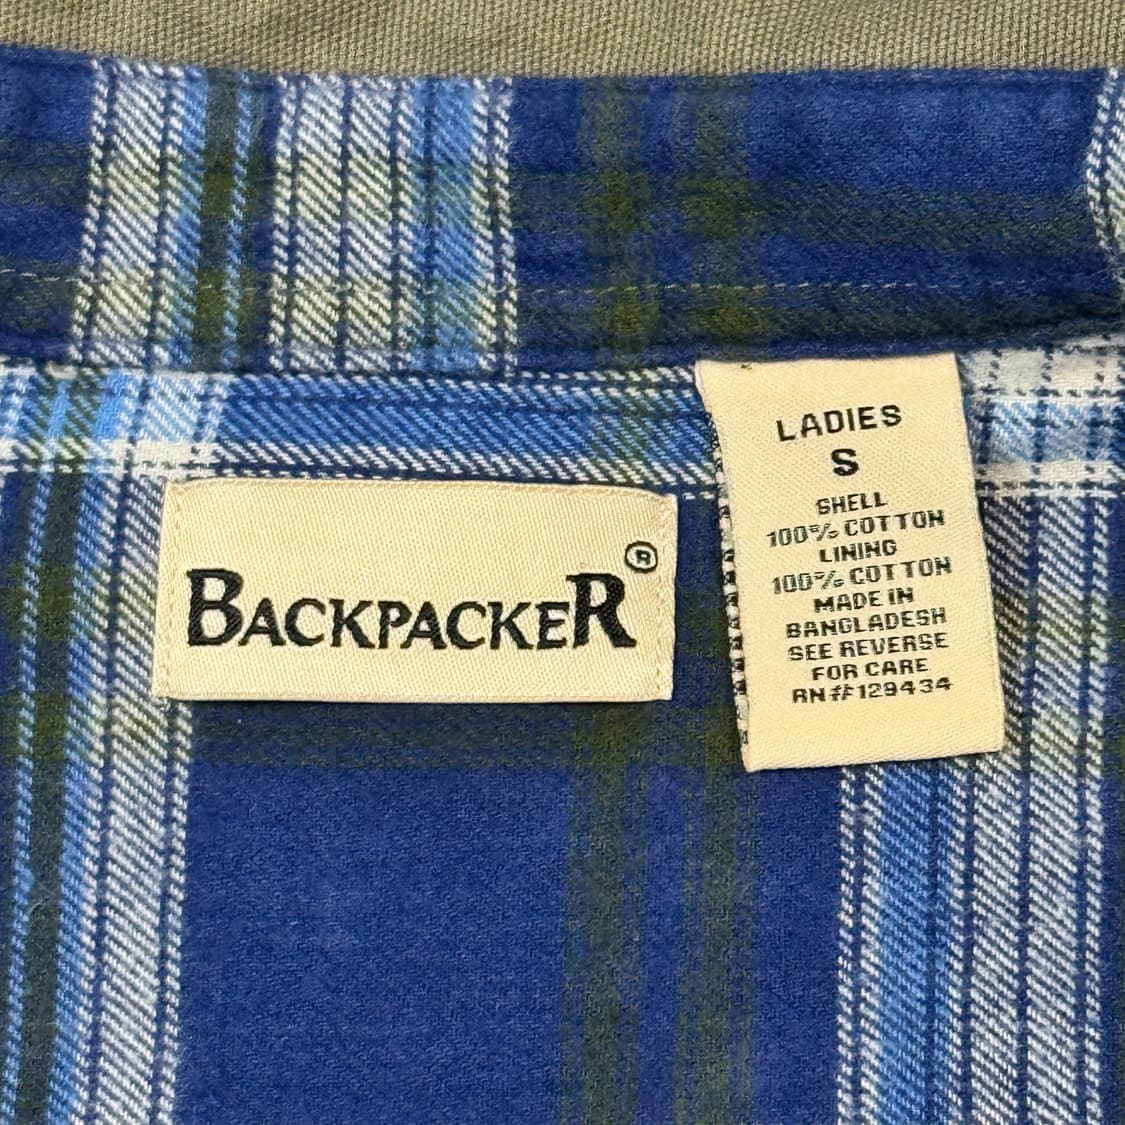 BACKPACKER®
LADIES
S
SHELL
100% COTTON
LINING
100% COTTON
MADE IN
BANGLADESH
SEE REVERSE
FOR CARE
RN#129434